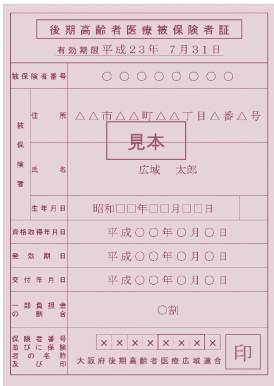 後期高齢者医療被保険者証
有効期限 平成23年 7月31日
被保険者番号 ○○○○○○○○
被保険者
住所 △△市△△町△△丁目△番△号
見本
氏名 広域 太郎
生年月日 昭和□□年□□月□□日
資格取得年月日 平成○○年○月○日
発効期日 平成○○年○月○日
交付年月日 平成○○年○月○日
一部負担金の割合 ○割
保険者番号並びに保険者の名称及び印
××××××××
大阪府後期高齢者医療広域連合
印